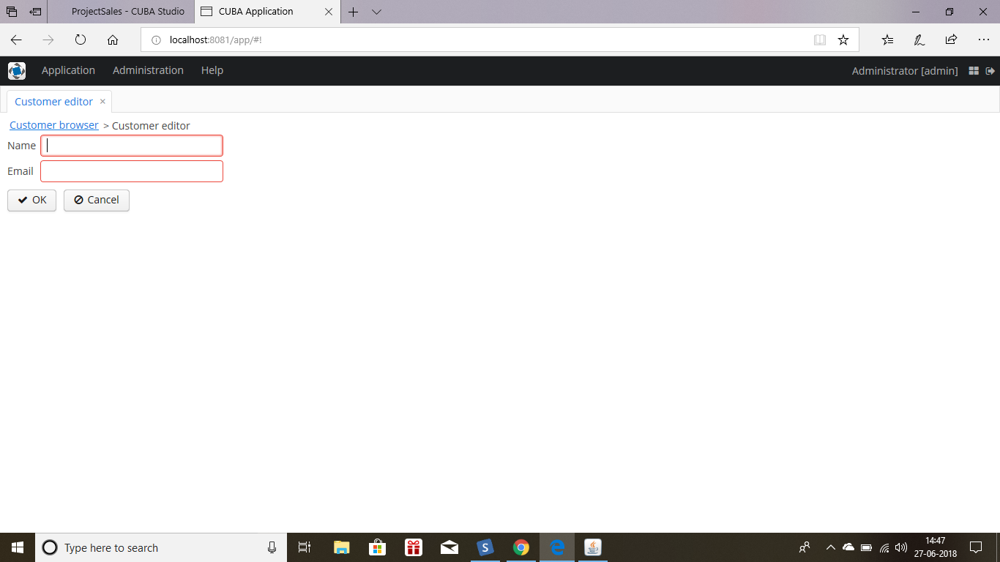 ProjectSales - CUBA Studio
CUBA Application
localhost:8081/app/#!
Application Administration Help
Administrator [admin]
Customer editor ×
Customer browser > Customer editor
Name
Email
OK Cancel
Type here to search
S
14:47
27-06-2018